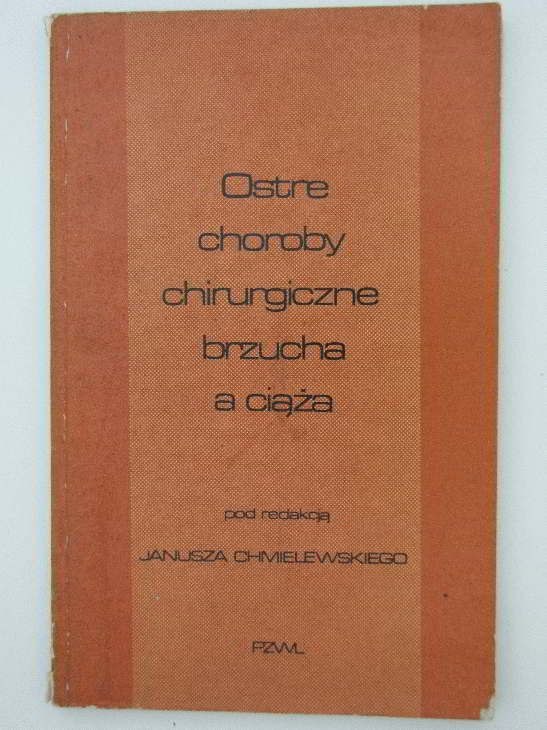 Ostre
choroby
chirurgiczne
brzucha
a ciąża
pod redakcją
JANUSZA CHMIELEWSKIEGO
PZWL